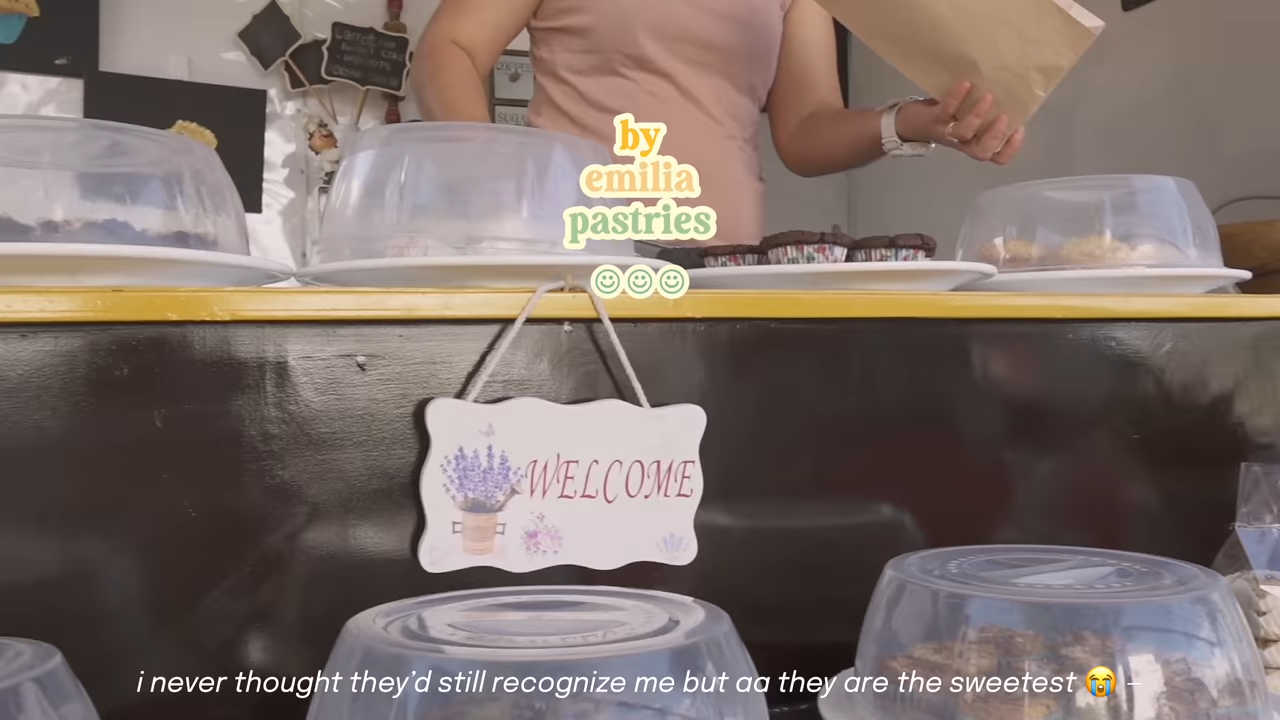 by
emilia
pastries
WELCOME
i never thought they’d still recognize me but aa they are the sweetest 😭 –